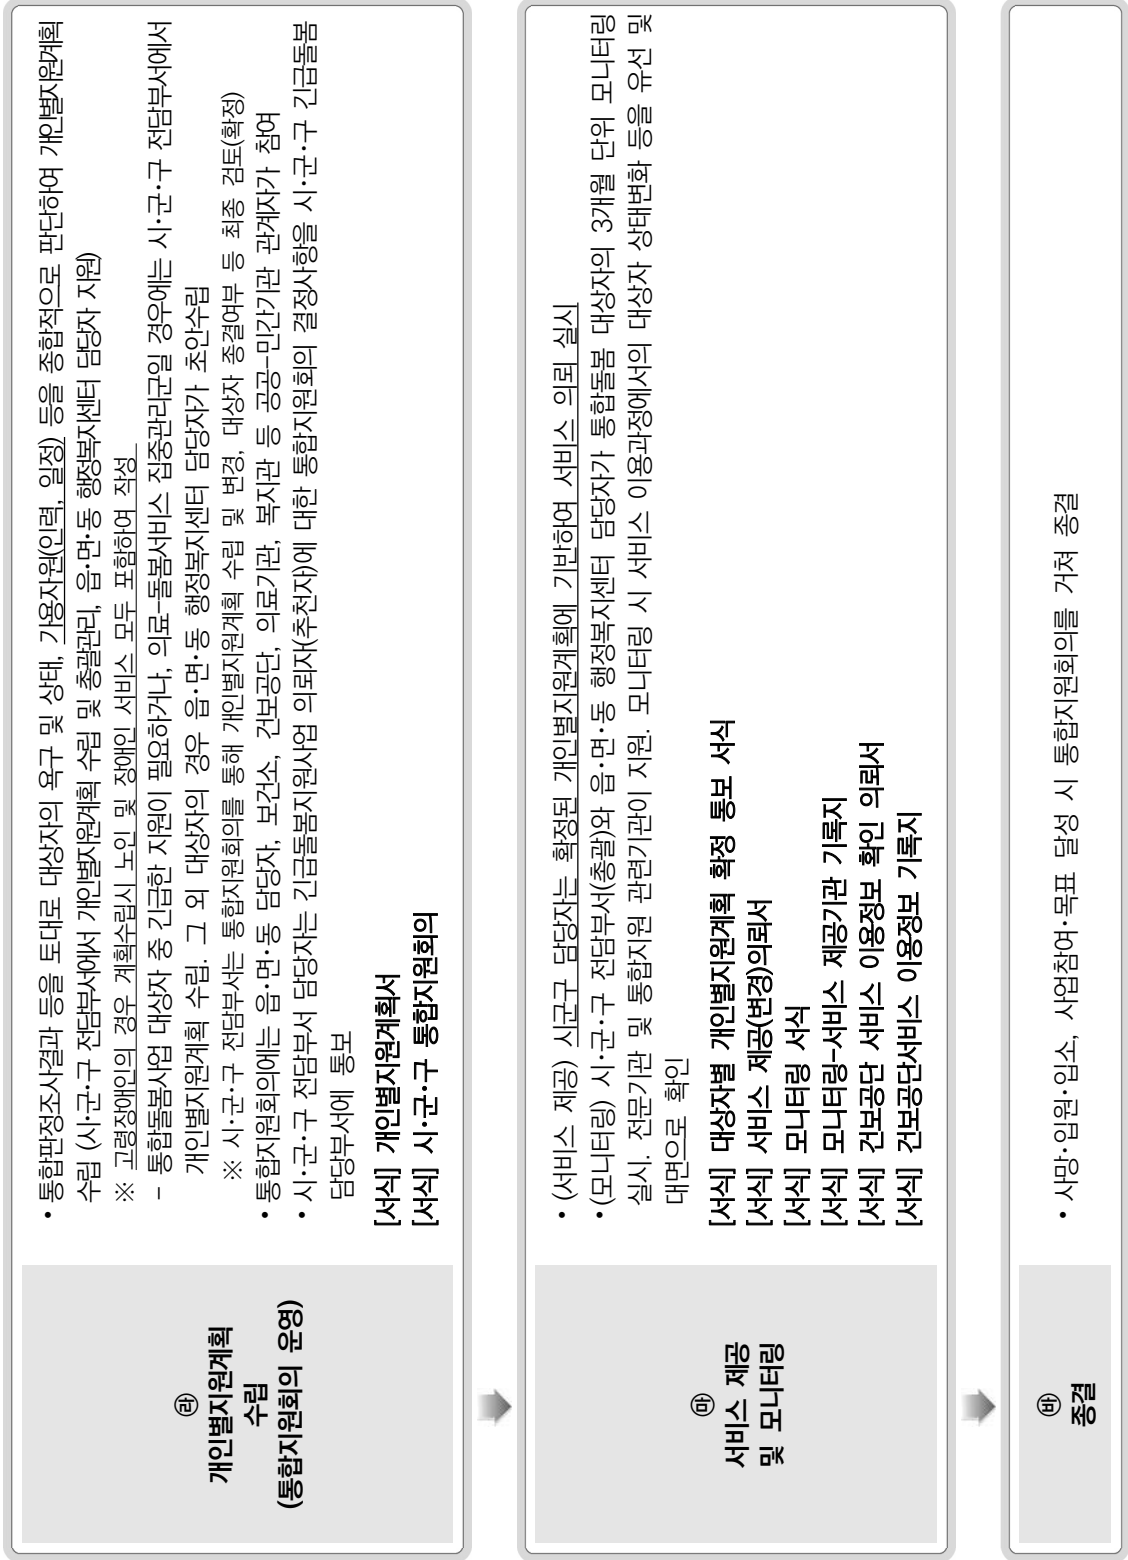 ㉱
개인별지원계획
수립
(통합지원회의 운영)
• 통합판정조사결과 등을 토대로 대상자의 욕구 및 상태, 가용자원(인력, 일정) 등을 종합적으로 판단하여 개인별지원계획
수립 (시·군·구 전담부서에서 개인별지원계획 수립 및 총괄관리, 읍·면·동 행정복지센터 담당자 지원)
※ 고령장애인의 경우 계획수립시 노인 및 장애인 서비스 모두 포함하여 작성
- 통합돌봄사업 대상자 중 긴급한 지원이 필요하거나, 의료-돌봄서비스 집중관리군일 경우에는 시·군·구 전담부서에서
개인별지원계획 수립. 그 외 대상자의 경우 읍·면·동 행정복지센터 담당자가 초안수립
※ 시·군·구 전담부서는 통합지원회의를 통해 개인별지원계획 수립 및 변경, 대상자 종결여부 등 최종 검토(확정)
• 통합지원회의에는 읍·면·동 담당자, 보건소, 건보공단, 의료기관, 복지관 등 공공-민간기관 관계자가 참여
• 시·군·구 전담부서 담당자는 긴급돌봄지원사업 의뢰자(추천자)에 대한 통합지원회의 결정사항을 시·군·구 긴급돌봄
담당부서에 통보
[서식] 개인별지원계획서
[서식] 시·군·구 통합지원회의
㉲
서비스 제공
및 모니터링
• (서비스 제공) 시군구 담당자는 확정된 개인별지원계획에 기반하여 서비스 의뢰 실시
• (모니터링) 시·군·구 전담부서(총괄)와 읍·면·동 행정복지센터 담당자가 통합돌봄 대상자의 3개월 단위 모니터링
실시. 전문기관 및 통합지원 관련기관이 지원. 모니터링 시 서비스 이용과정에서의 대상자 상태변화 등을 유선 및
대면으로 확인
[서식] 대상자별 개인별지원계획 확정 통보 서식
[서식] 서비스 제공(변경)의뢰서
[서식] 모니터링 서식
[서식] 모니터링-서비스 제공기관 기록지
[서식] 건보공단 서비스 이용정보 확인 의뢰서
[서식] 건보공단서비스 이용정보 기록지
㉳
종결
• 사망·입원·입소, 사업참여·목표 달성 시 통합지원회의를 거쳐 종결